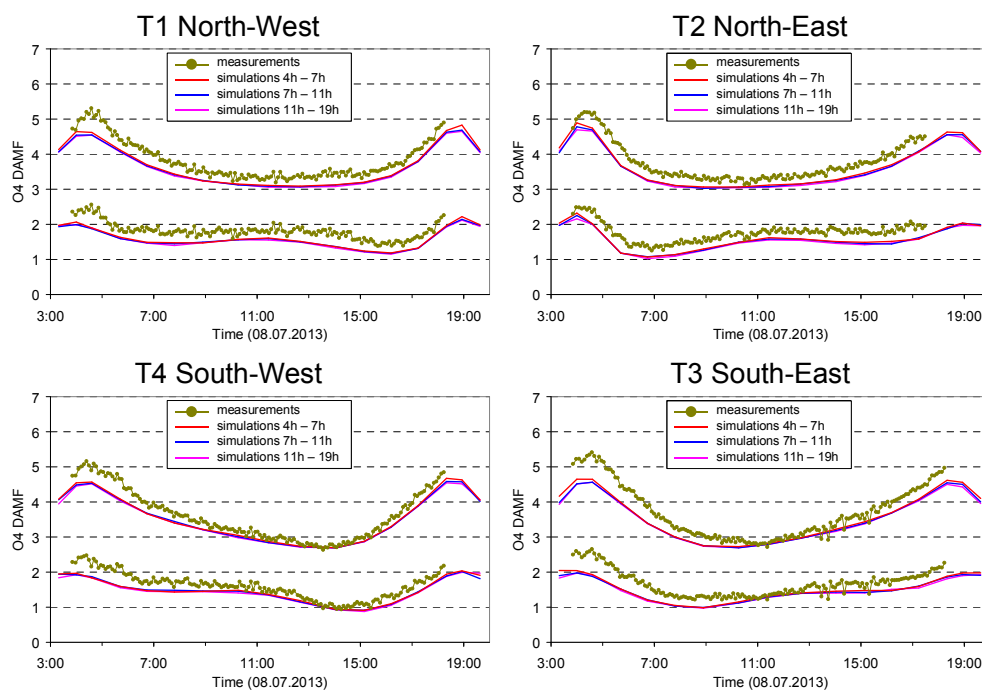 T1 North-West
7
6
5
4
3
2
1
0
O4 DAMF
measurements
simulations 4h – 7h
simulations 7h – 11h
simulations 11h – 19h
3:00 7:00 11:00 15:00 19:00
Time (08.07.2013)
T2 North-East
7
6
5
4
3
2
1
0
O4 DAMF
measurements
simulations 4h – 7h
simulations 7h – 11h
simulations 11h – 19h
3:00 7:00 11:00 15:00 19:00
Time (08.07.2013)
T4 South-West
7
6
5
4
3
2
1
0
O4 DAMF
measurements
simulations 4h – 7h
simulations 7h – 11h
simulations 11h – 19h
3:00 7:00 11:00 15:00 19:00
Time (08.07.2013)
T3 South-East
7
6
5
4
3
2
1
0
O4 DAMF
measurements
simulations 4h – 7h
simulations 7h – 11h
simulations 11h – 19h
3:00 7:00 11:00 15:00 19:00
Time (08.07.2013)